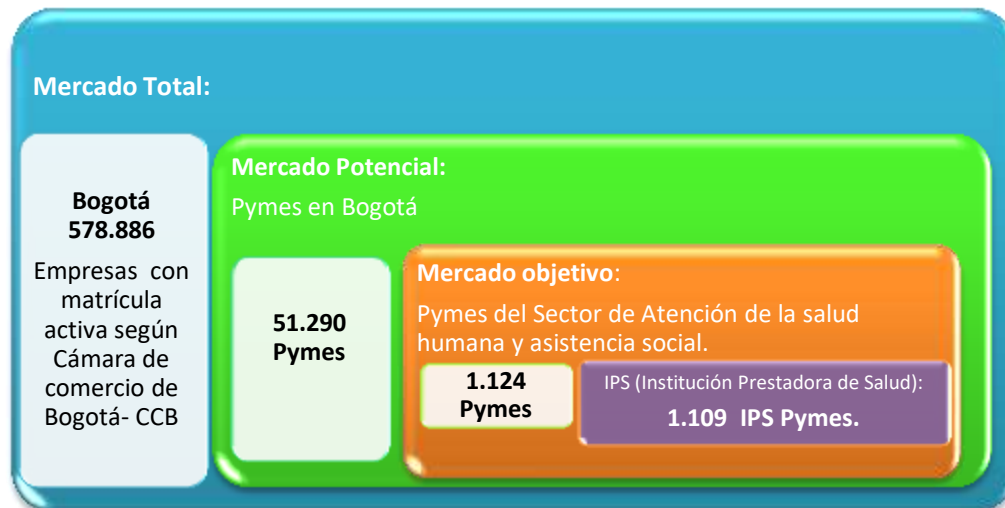 Mercado Total:
Bogotá
578.886
Empresas con
matrícula
activa según
Cámara de
comercio de
Bogotá- CCB
Mercado Potencial:
Pymes en Bogotá
51.290
Pymes
Mercado objetivo:
Pymes del Sector de Atención de la salud
humana y asistencia social.
1.124
Pymes
IPS (Institución Prestadora de Salud):
1.109 IPS Pymes.